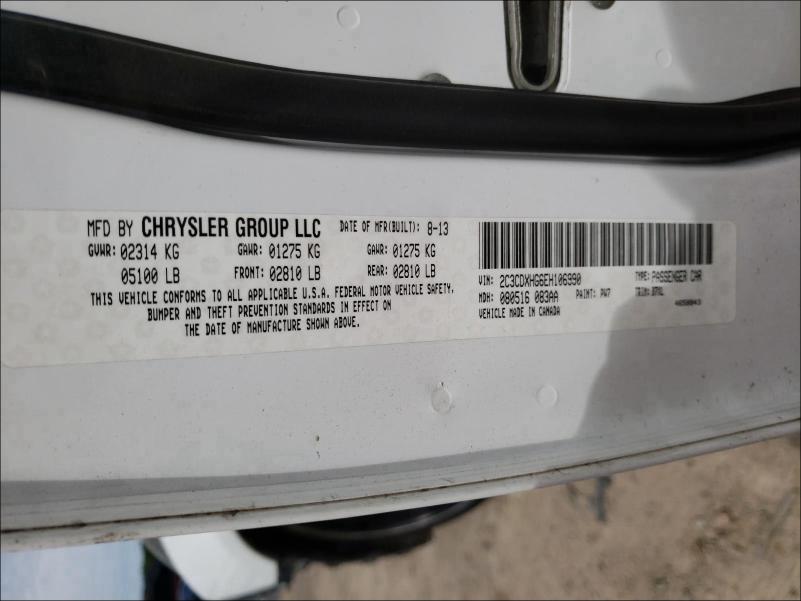 MFD BY CHRYSLER GROUP LLC DATE OF MFR(BUILT): 8-13
GVWR: 02314 KG GAWR: 01275 KG GAWR: 01275 KG
05100 LB FRONT: 02810 LB REAR: 02810 LB
THIS VEHICLE CONFORMS TO ALL APPLICABLE U.S.A. FEDERAL MOTOR VEHICLE SAFETY,
BUMPER AND THEFT PREVENTION STANDARDS IN EFFECT ON
THE DATE OF MANUFACTURE SHOWN ABOVE.
VIN: 2C3CDXHG6EH106990 TYPE: PASSENGER CAR
MDH: 080516 083AA PAINT: PW7 TRIM:
VEHICLE MADE IN CANADA